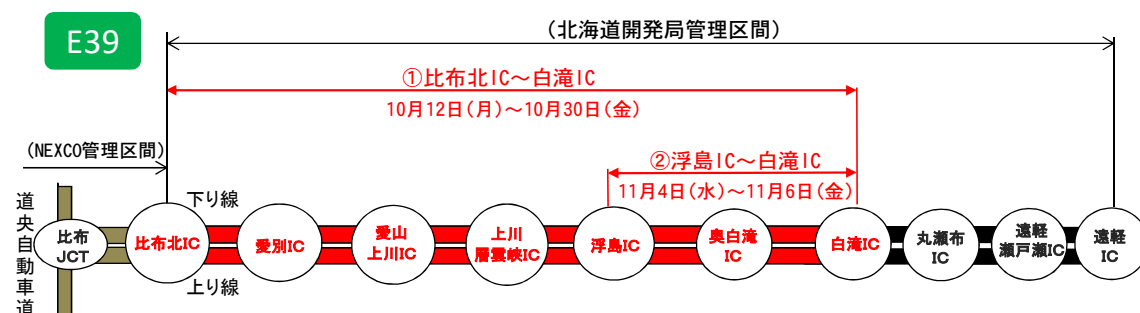 E39
(北海道開発局管理区間)
①比布北IC～白滝IC
10月12日(月)～10月30日(金)
(NEXCO管理区間)
②浮島IC～白滝IC
11月4日(水)～11月6日(金)
道央自動車道
下り線
比布
JCT
比布北IC
愛別IC
愛山
上川IC
上川
層雲峡IC
浮島IC
奥白滝
IC
白滝IC
丸瀬布
IC
遠軽
瀬戸瀬IC
遠軽
IC
上り線